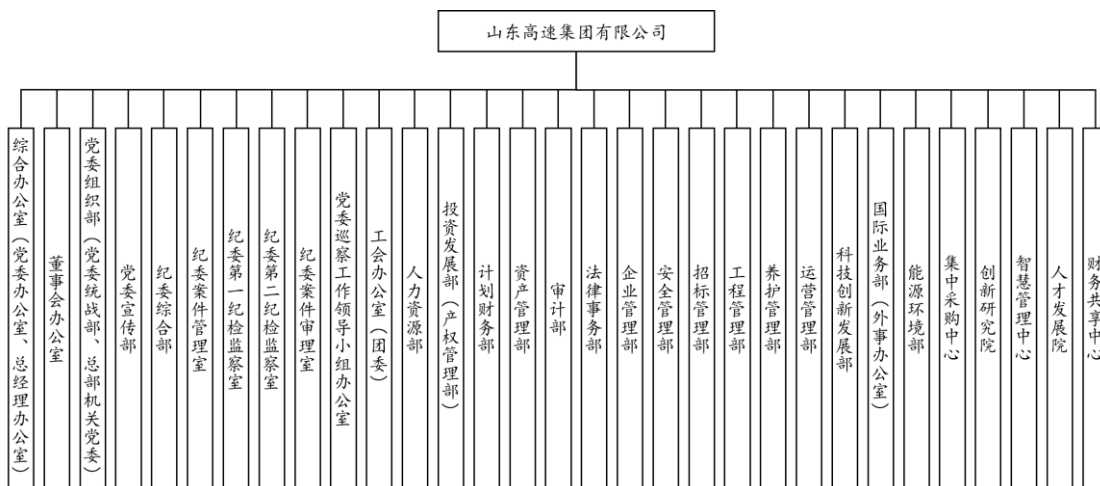 山东高速集团有限公司
综合办公室（党委办公室、总经理办公室）
董事会办公室
党委组织部（党委统战部、总部机关党委）
党委宣传部
纪委综合部
纪委案件管理室
纪委第一纪检监察室
纪委第二纪检监察室
纪委案件审理室
党委巡察工作领导小组办公室
工会办公室（团委）
人力资源部
投资发展部（产权管理部）
计划财务部
资产管理部
审计部
法律事务部
企业管理部
安全管理部
招标管理部
工程管理部
养护管理部
运营管理部
科技创新发展部
国际业务部（外事办公室）
能源环境部
集中采购中心
创新研究院
智慧管理中心
人才发展院
财务共享中心